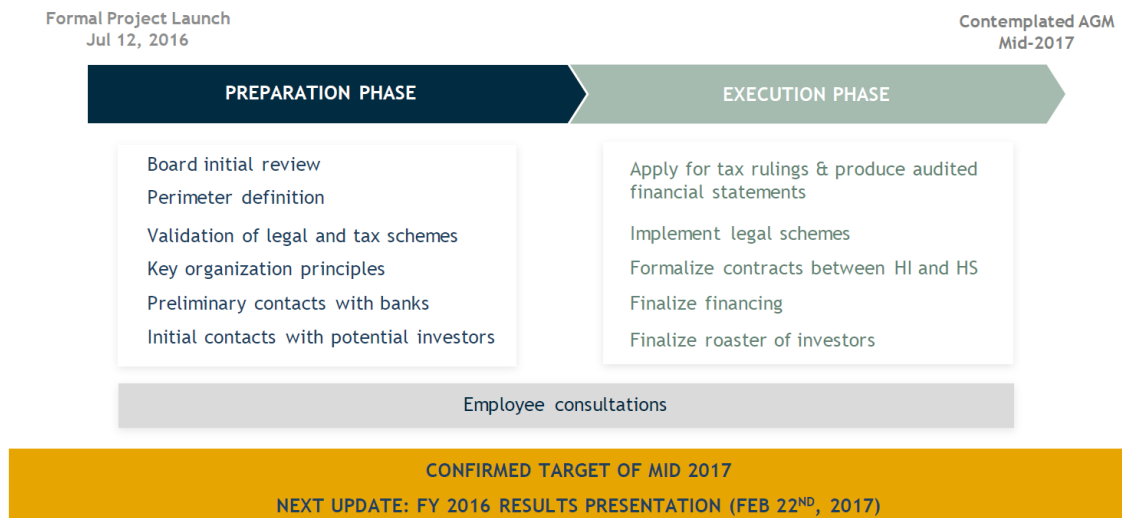 Formal Project Launch
Jul 12, 2016
Contemplated AGM
Mid-2017
PREPARATION PHASE
EXECUTION PHASE
Board initial review
Perimeter definition
Validation of legal and tax schemes
Key organization principles
Preliminary contacts with banks
Initial contacts with potential investors
Apply for tax rulings & produce audited
financial statements
Implement legal schemes
Formalize contracts between HI and HS
Finalize financing
Finalize roaster of investors
Employee consultations
CONFIRMED TARGET OF MID 2017
NEXT UPDATE: FY 2016 RESULTS PRESENTATION (FEB 22ND, 2017)